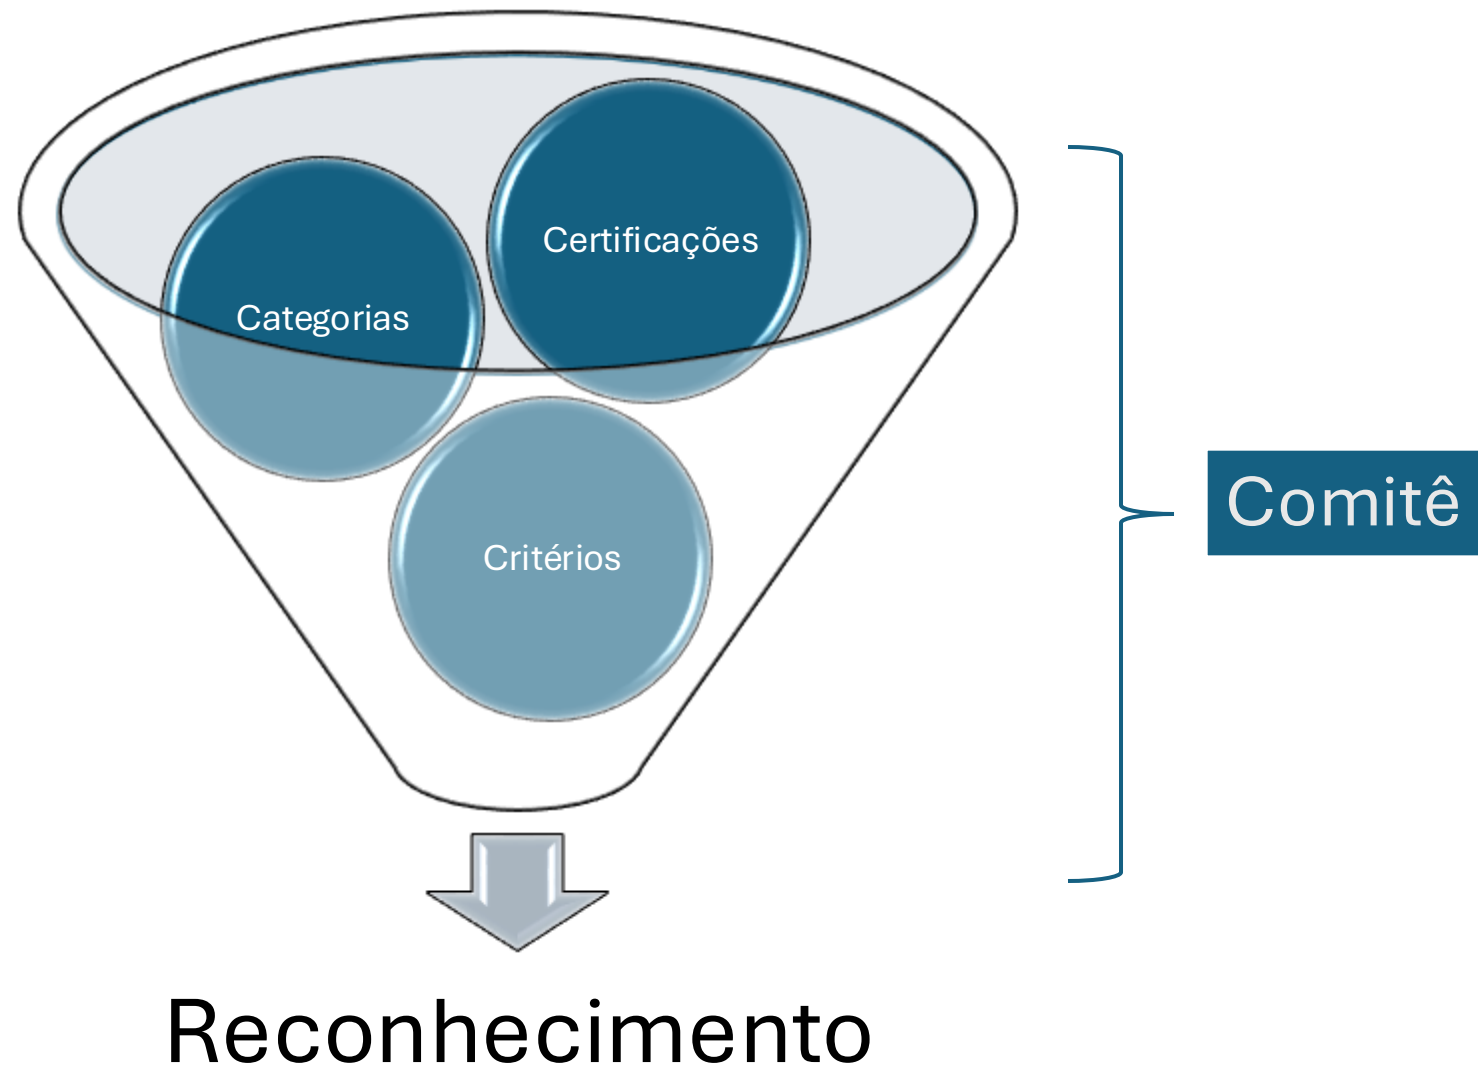 Certificações
Categorias
Comitê
Critérios
Reconhecimento